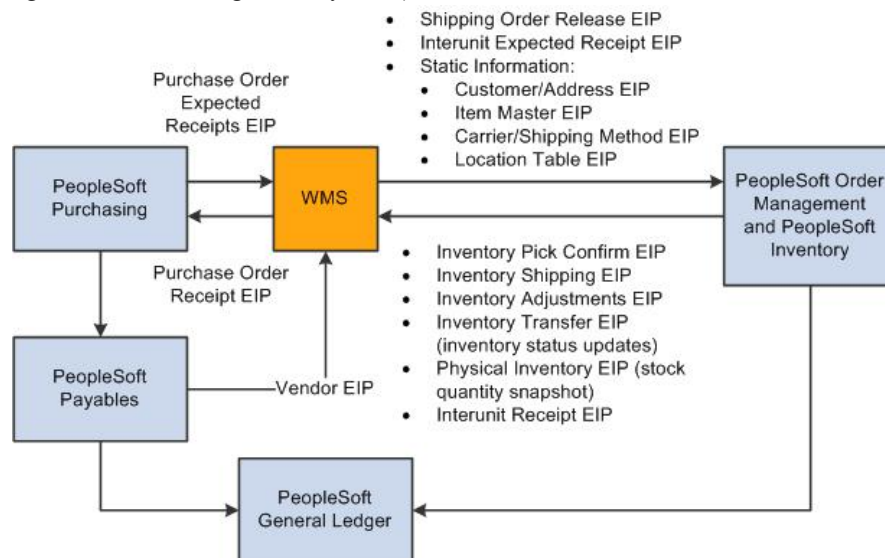 • Shipping Order Release EIP
• Interunit Expected Receipt EIP
• Static Information:
• Customer/Address EIP
• Item Master EIP
• Carrier/Shipping Method EIP
• Location Table EIP
Purchase Order
Expected
Receipts EIP
PeopleSoft
Purchasing
WMS
PeopleSoft Order
Management
and PeopleSoft
Inventory
Purchase Order
Receipt EIP
• Inventory Pick Confirm EIP
• Inventory Shipping EIP
• Inventory Adjustments EIP
• Inventory Transfer EIP
(inventory status updates)
• Physical Inventory EIP (stock
quantity snapshot)
• Interunit Receipt EIP
PeopleSoft
Payables
Vendor EIP
PeopleSoft
General Ledger